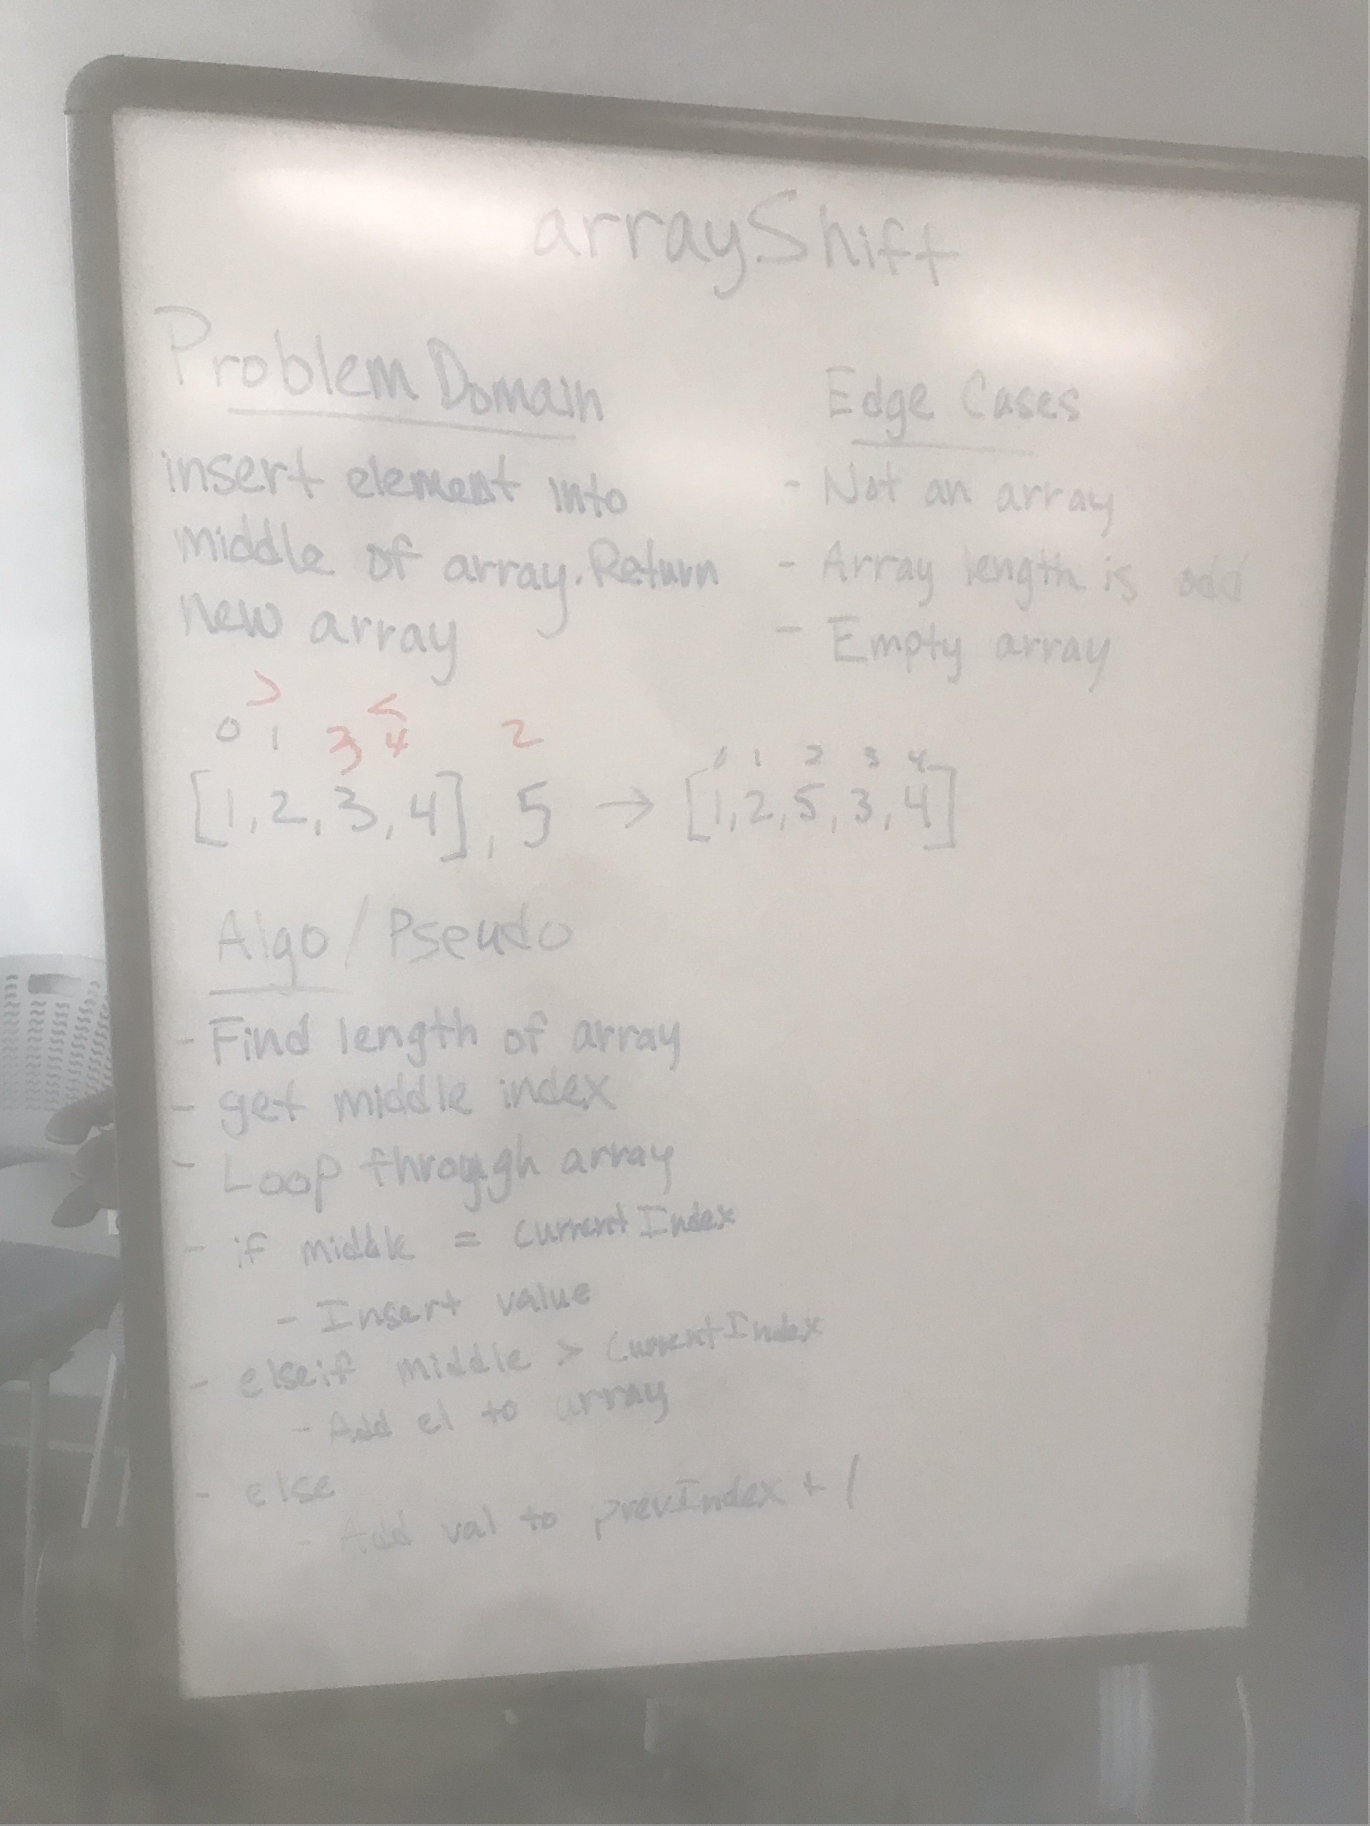 arrayShift
Problem Domain
insert element into
middle of array. Return
new array
Edge Cases
- Not an array
- Array length is odd
- Empty array
> <
0 1 3 4 2
[1, 2, 3, 4], 5 → [1, 2, 5, 3, 4]
0 1 2 3 4
Algo / Pseudo
- Find length of array
- get middle index
- Loop through array
- if middle = currentIndex
- Insert value
- elseif middle > currentIndex
- Add el to array
- else
- Add val to prevIndex + 1